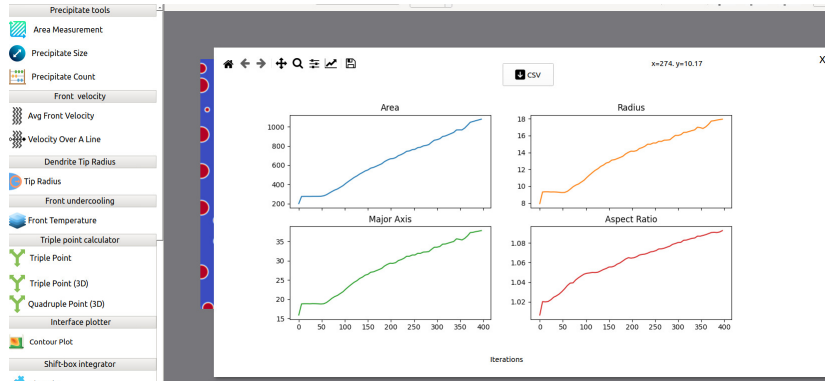 Precipitate tools
Area Measurement
Precipitate Size
Precipitate Count
Front velocity
Avg Front Velocity
Velocity Over A Line
Dendrite Tip Radius
Tip Radius
Front undercooling
Front Temperature
Triple point calculator
Triple Point
Triple Point (3D)
Quadruple Point (3D)
Interface plotter
Contour Plot
Shift-box integrator
x=274, y=10.17
X
CSV
Area
1000
800
600
400
200
Radius
18
16
14
12
10
8
Major Axis
35
30
25
20
15
0 50 100 150 200 250 300 350 400
Aspect Ratio
1.08
1.06
1.04
1.02
0 50 100 150 200 250 300 350 400
Iterations